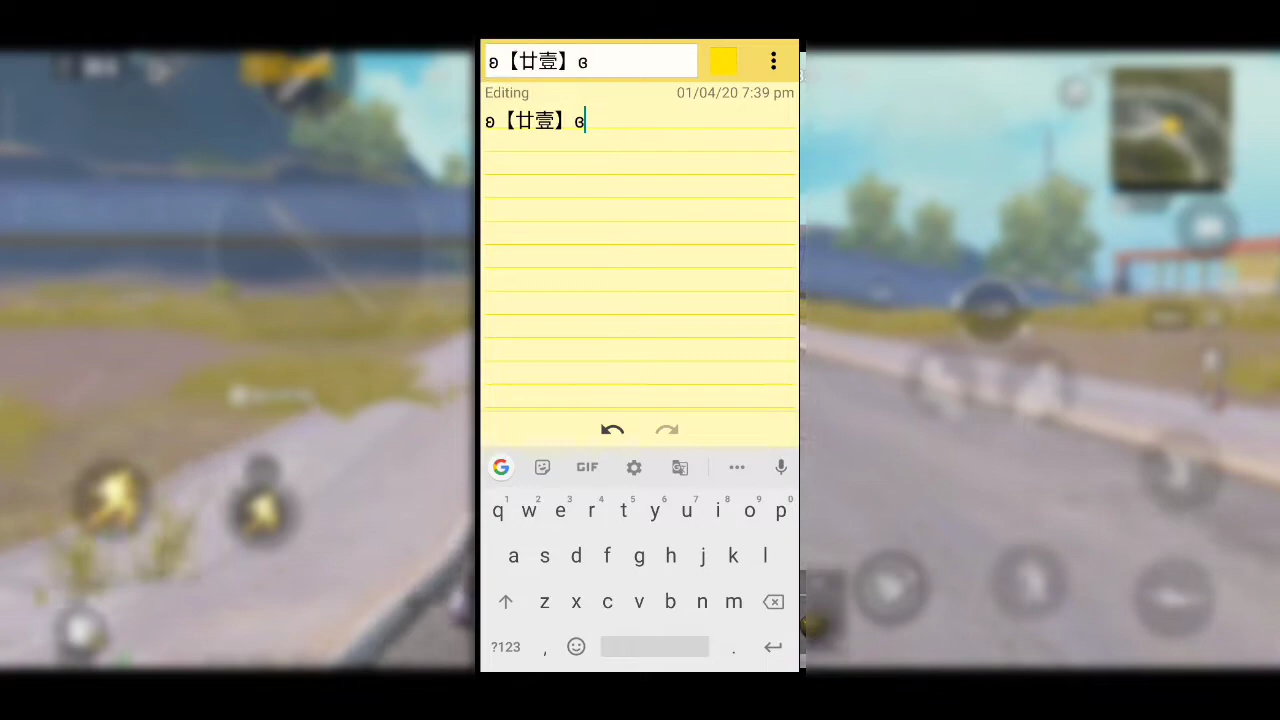 ʚ【廿壹】ɞ
Editing
01/04/20 7:39 pm
ʚ【廿壹】ɞ
GIF
1 2 3 4 5 6 7 8 9 0
q w e r t y u i o p
a s d f g h j k l
z x c v b n m
?123 , .